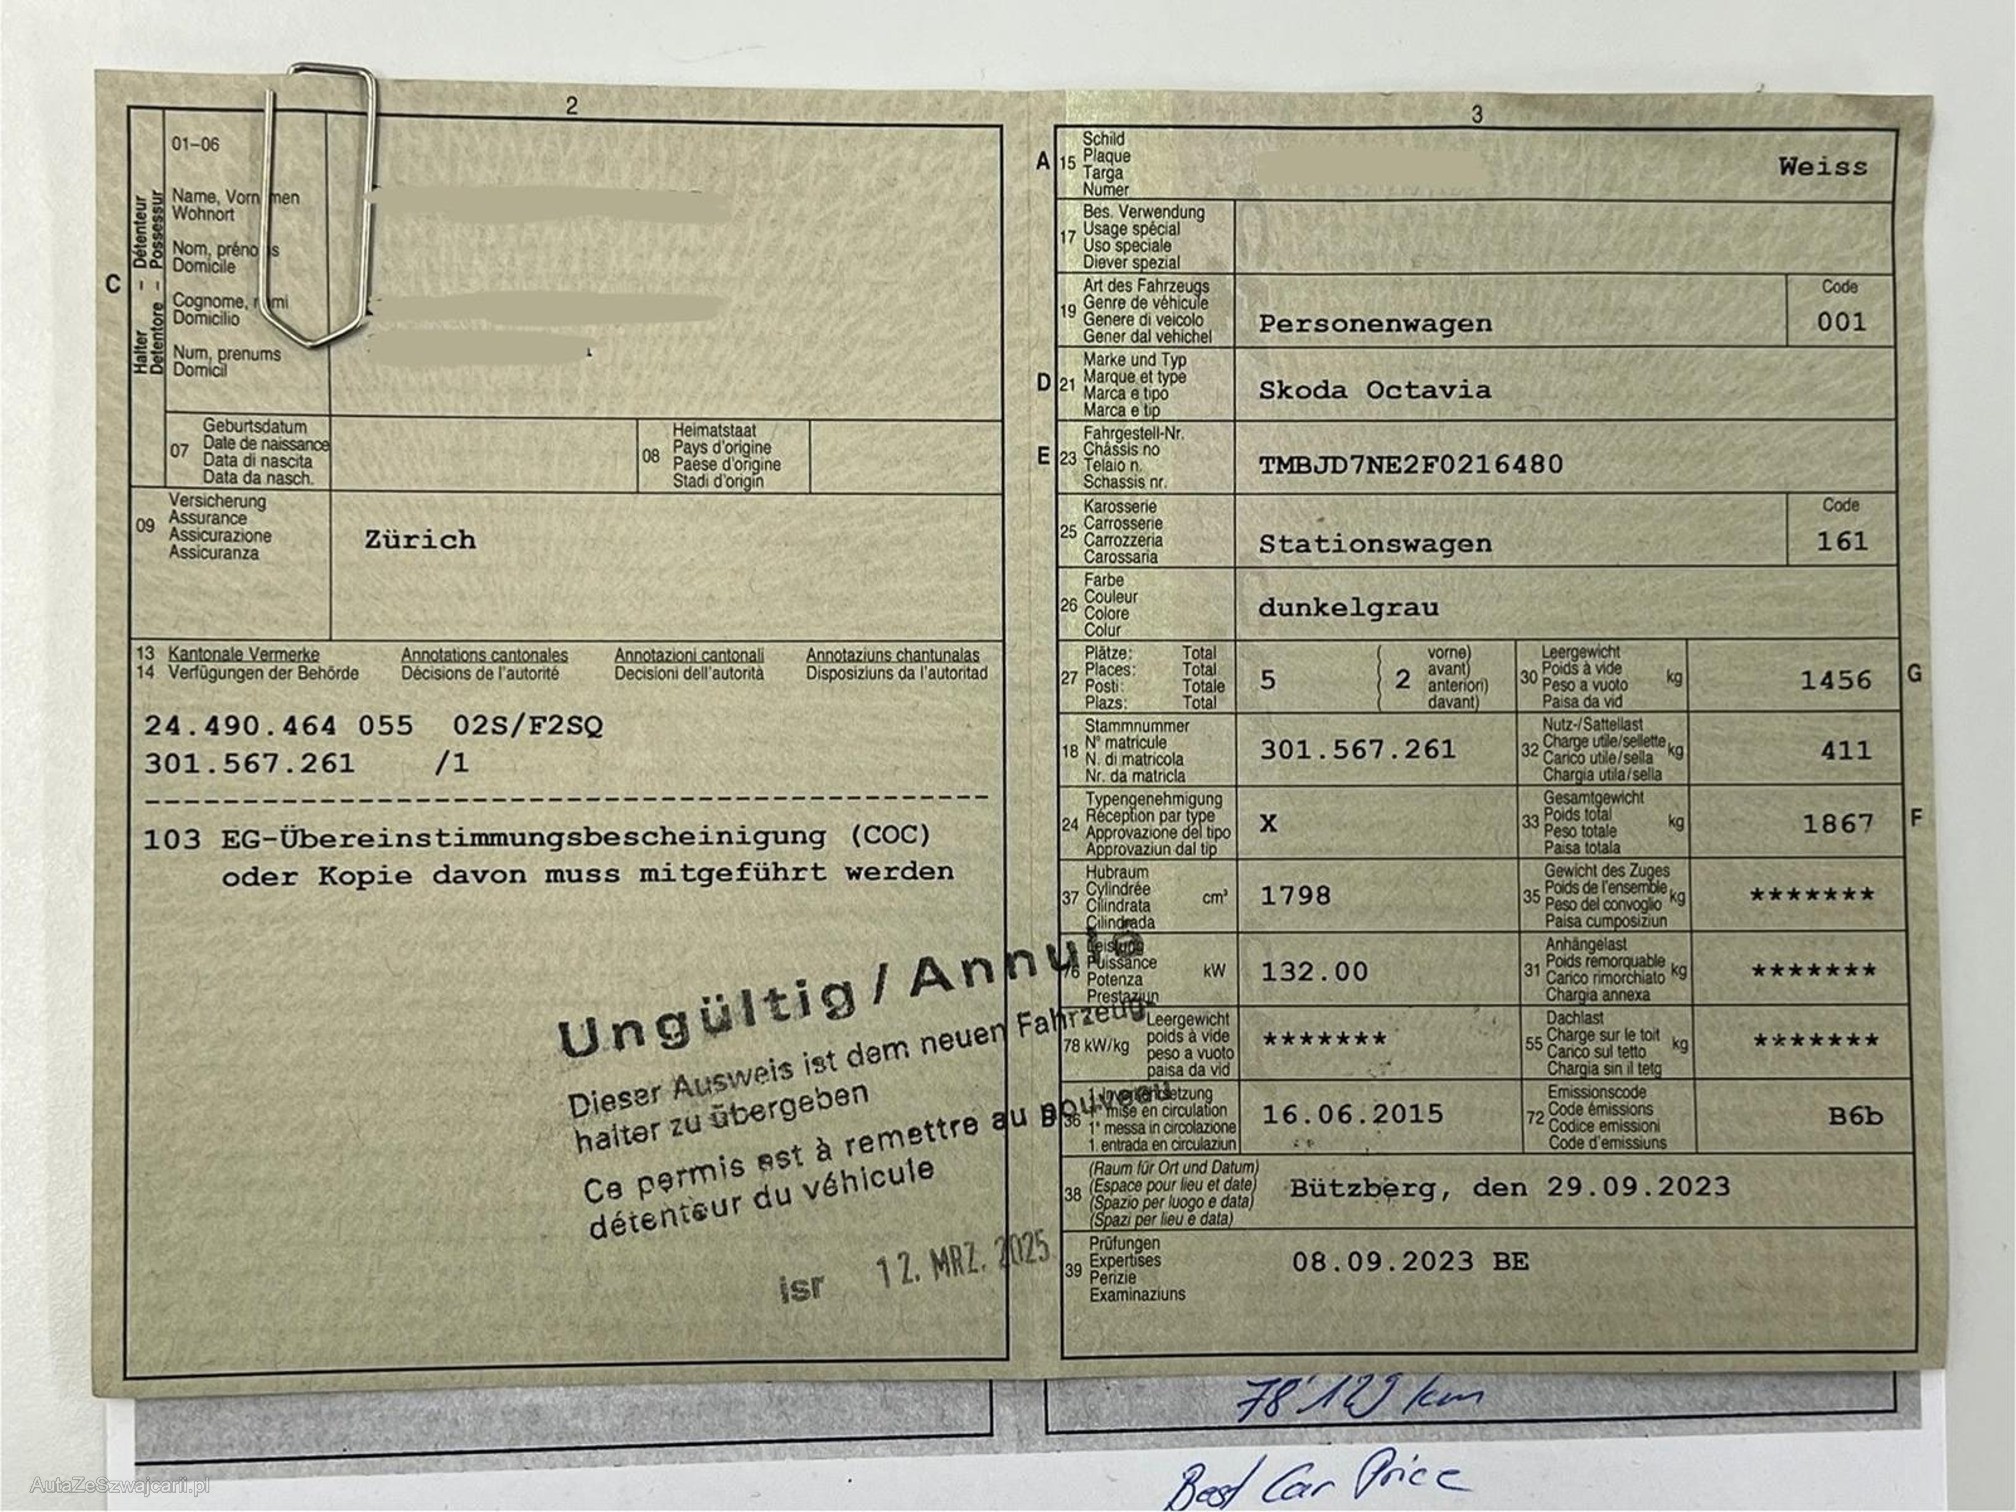 2
01-06
Halter - Détenteur
Detentore - Possessur
C
Name, Vornamen
Wohnort
Nom, prénoms
Domicile
Cognome, nomi
Domicilio
Num, prenums
Domicil
07
Geburtsdatum
Date de naissance
Data di nascita
Data da nasch.
08
Heimatstaat
Pays d'origine
Paese d'origine
Stadi d'origin
09
Versicherung
Assurance
Assicurazione
Assicuranza
Zürich
13 Kantonale Vermerke Annotations cantonales Annotazioni cantonali Annotaziuns chantunalas
14 Verfügungen der Behörde Décisions de l'autorité Decisioni dell'autorità Disposiziuns da l'autoritad
24.490.464 055 02S/F2SQ
301.567.261 /1
103 EG-Übereinstimmungsbescheinigung (COC)
oder Kopie davon muss mitgeführt werden
Ungültig / Annulé
Dieser Ausweis ist dem neuen Fahrzeug-
halter zu übergeben
Ce permis est à remettre au nouveau
détenteur du véhicule
isr 12. MRZ. 2025
3
A 15
Schild
Plaque
Targa
Numer
Weiss
17
Bes. Verwendung
Usage spécial
Uso speciale
Diever spezial
19
Art des Fahrzeugs
Genre de véhicule
Genere di veicolo
Gener dal vehichel
Personenwagen
Code
001
D 21
Marke und Typ
Marque et type
Marca e tipo
Marca e tip
Skoda Octavia
E 23
Fahrgestell-Nr.
Châssis no
Telaio n.
Schassis nr.
TMBJD7NE2F0216480
25
Karosserie
Carrosserie
Carrozzeria
Carossaria
Stationswagen
Code
161
26
Farbe
Couleur
Colore
Colur
dunkelgrau
27
Plätze: Total
Places: Total
Posti: Totale
Plazs: Total
5
( vorne)
avant)
anteriori)
( davant)
2
30
Leergewicht
Poids à vide
Peso a vuoto
Paisa da vid
kg
1456
G
18
Stammnummer
N° matricule
N. di matricola
Nr. da matricla
301.567.261
32
Nutz-/Sattellast
Charge utile/sellette
Carico utile/sella
Chargia utila/sella
kg
411
24
Typengenehmigung
Réception par type
Approvazione del tipo
Approvaziun dal tip
X
33
Gesamtgewicht
Poids total
Peso totale
Paisa totala
kg
1867
F
37
Hubraum
Cylindrée
Cilindrata
Cilindrada
cm³
1798
35
Gewicht des Zuges
Poids de l'ensemble
Peso del convoglio
Paisa cumposiziun
kg
*******
76
Leistung
Puissance
Potenza
Prestaziun
kW
132.00
31
Anhängelast
Poids remorquable
Carico rimorchiato
Chargia annexa
kg
*******
78 kW/kg
Leergewicht
poids à vide
peso a vuoto
paisa da vid
*******
55
Dachlast
Charge sur le toit
Carico sul tetto
Chargia sin il tetg
kg
*******
B 36
1. Inverkehrsetzung
1re mise en circulation
1a messa in circolazione
1. entrada en circulaziun
16.06.2015
72
Emissionscode
Code émissions
Codice emissioni
Code d'emissiuns
B6b
38
(Raum für Ort und Datum)
(Espace pour lieu et date)
(Spazio per luogo e data)
(Spazi per lieu e data)
Bützberg, den 29.09.2023
39
Prüfungen
Expertises
Perizie
Examinaziuns
08.09.2023 BE
78'129 km
Best Car Price
AutaZeSzwajcarii.pl